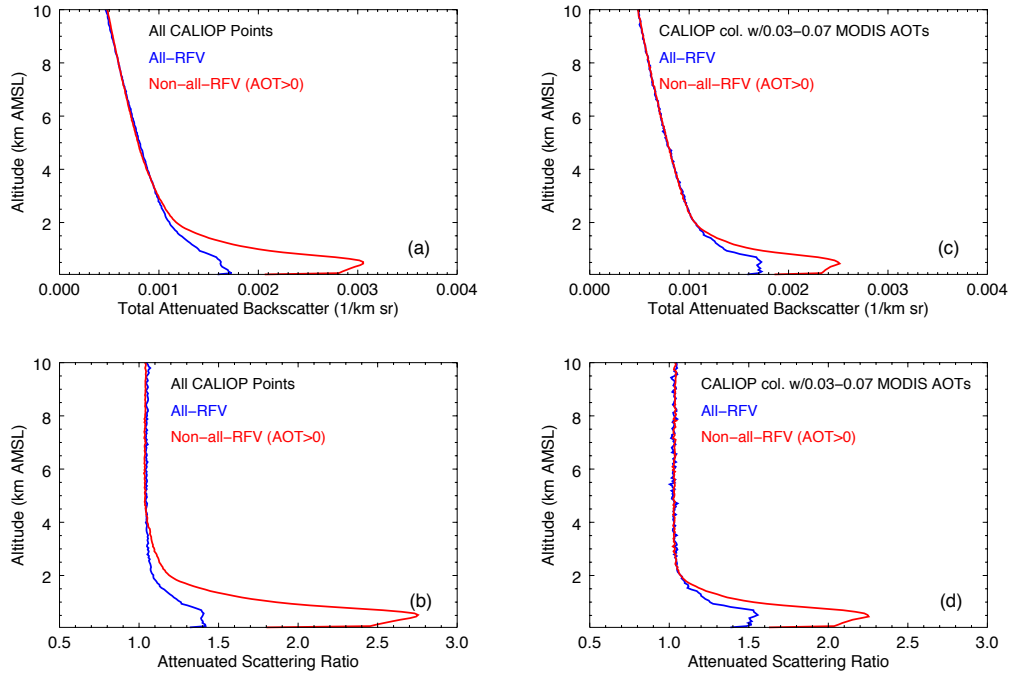 10
8
6
4
2
Altitude (km AMSL)
All CALIOP Points
All−RFV
Non−all−RFV (AOT>0)
(a)
0.000 0.001 0.002 0.003 0.004
Total Attenuated Backscatter (1/km sr)
10
8
6
4
2
Altitude (km AMSL)
CALIOP col. w/0.03−0.07 MODIS AOTs
All−RFV
Non−all−RFV (AOT>0)
(c)
0.000 0.001 0.002 0.003 0.004
Total Attenuated Backscatter (1/km sr)
10
8
6
4
2
Altitude (km AMSL)
All CALIOP Points
All−RFV
Non−all−RFV (AOT>0)
(b)
0.5 1.0 1.5 2.0 2.5 3.0
Attenuated Scattering Ratio
10
8
6
4
2
Altitude (km AMSL)
CALIOP col. w/0.03−0.07 MODIS AOTs
All−RFV
Non−all−RFV (AOT>0)
(d)
0.5 1.0 1.5 2.0 2.5 3.0
Attenuated Scattering Ratio